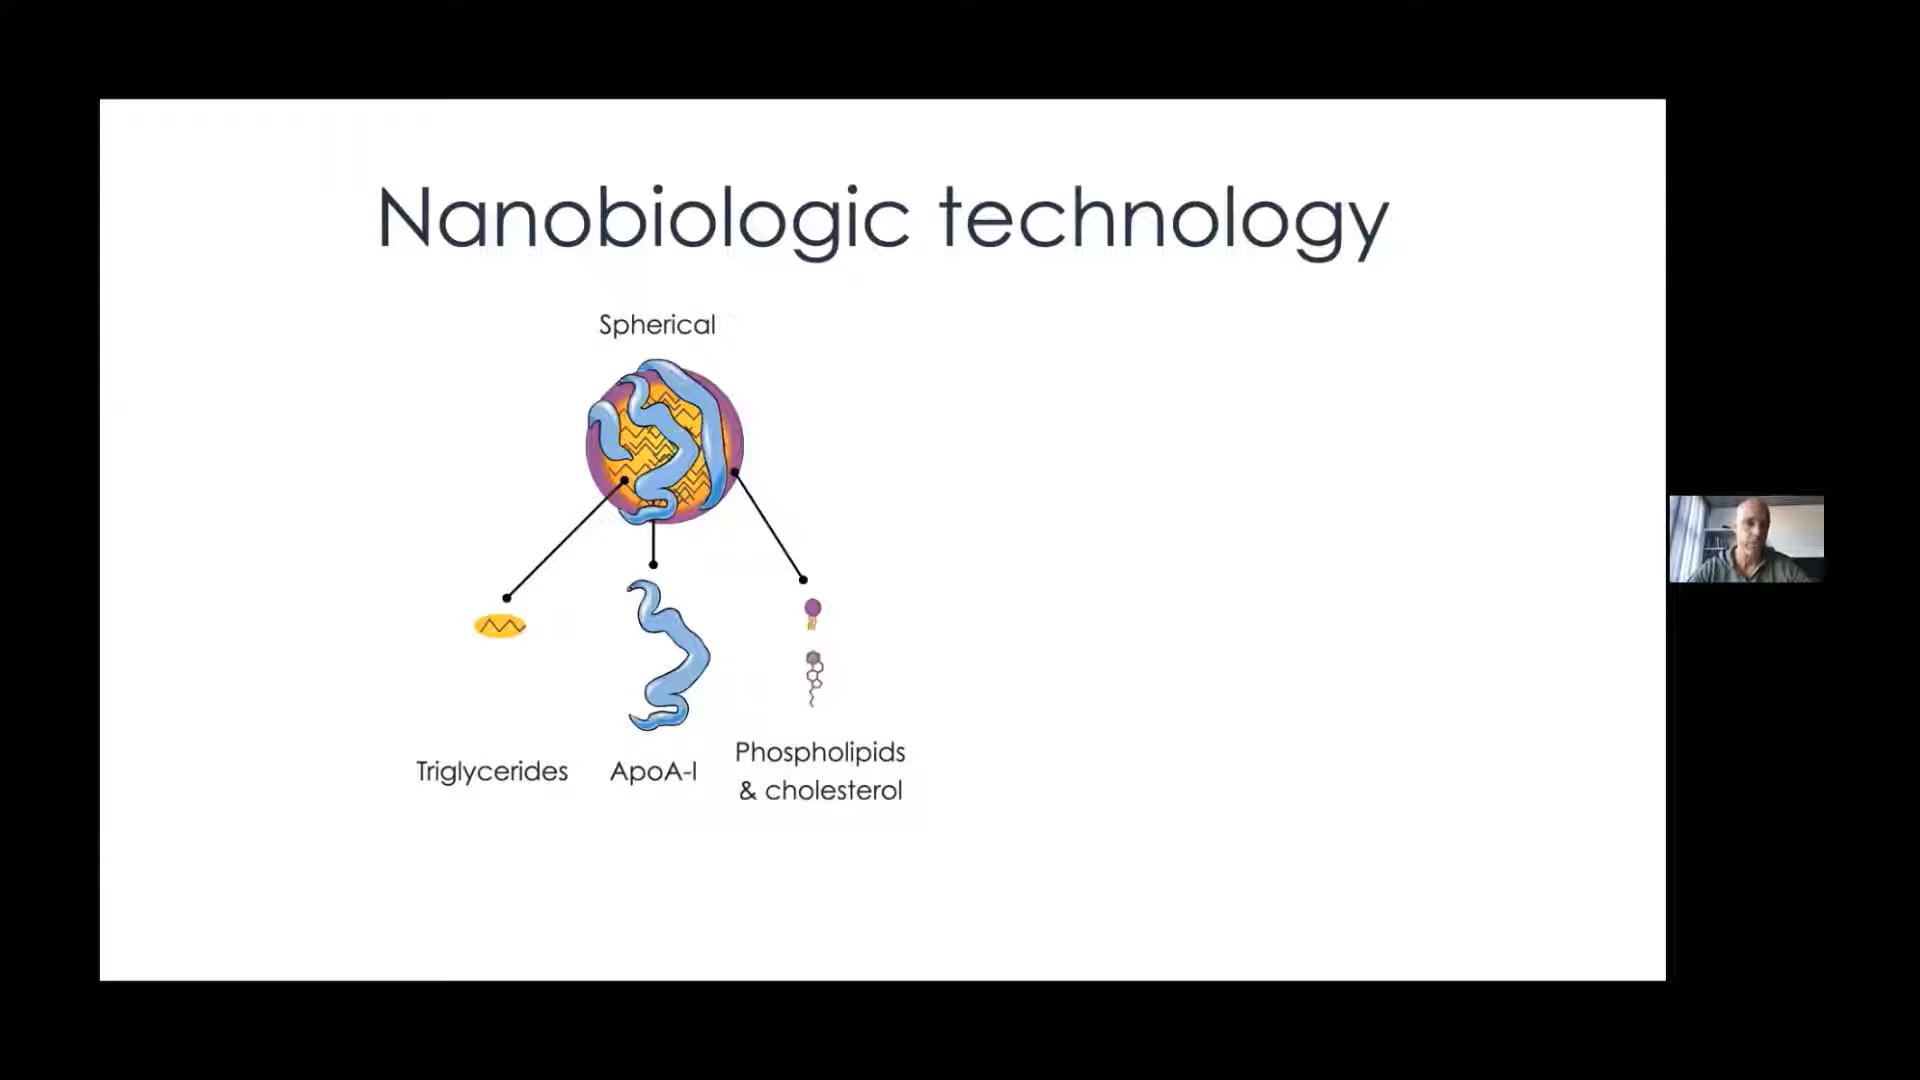 Nanobiologic technology
Spherical
Triglycerides
ApoA-I
Phospholipids
& cholesterol